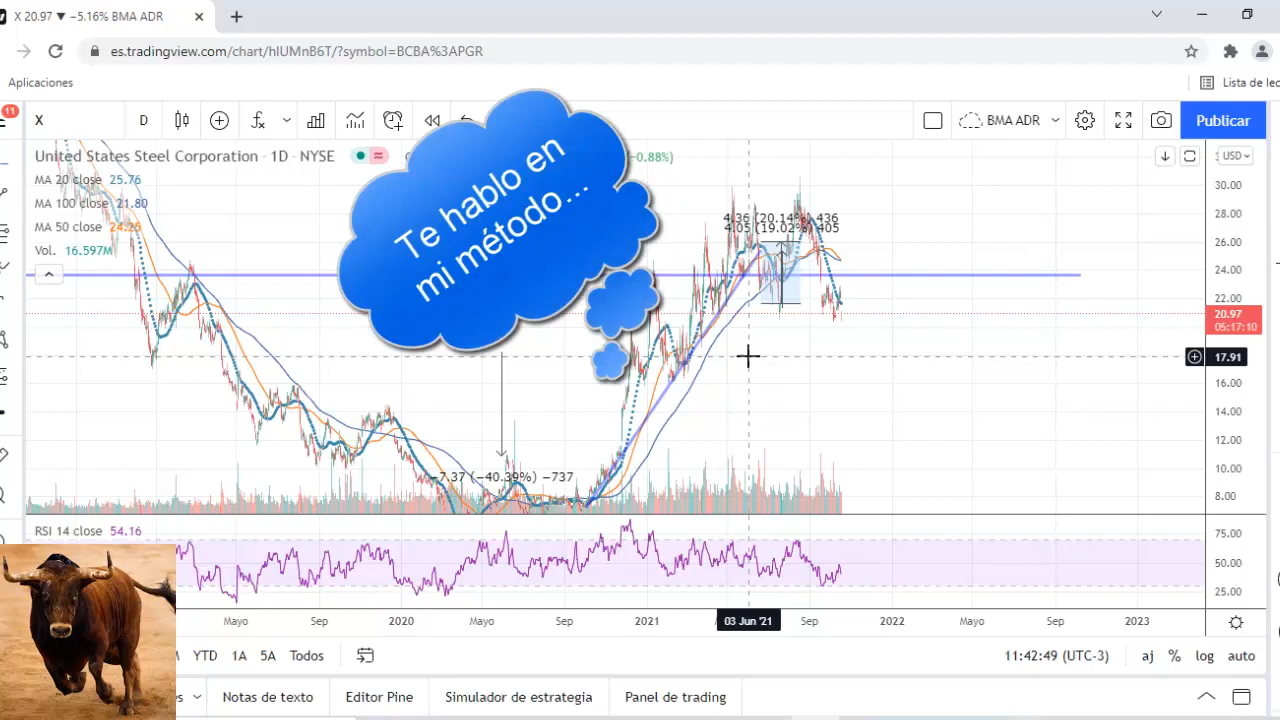 X 20.97 ▼ −5.16% BMA ADR
es.tradingview.com/chart/hIUMnB6T/?symbol=BCBA%3APGR
Aplicaciones
Lista de lec
11
X
D
BMA ADR
Publicar
Te hablo en
mi método...
United States Steel Corporation · 1D · NYSE
0.88%)
USD
MA 20 close 25.76
MA 100 close 21.80
MA 50 close
Vol. 16.597M
4.36 (20.14%) 436
4.05 (19.02%) 405
−7.37 (−40.39%) −737
30.00
28.00
26.00
24.00
22.00
20.97
05:17:10
17.91
16.00
14.00
12.00
10.00
8.00
RSI 14 close 54.16
75.00
50.00
25.00
Mayo
Sep
2020
Mayo
Sep
2021
03 Jun '21
Sep
2022
Mayo
Sep
2023
YTD
1A
5A
Todos
11:42:49 (UTC-3)
aj
%
log
auto
Notas de texto
Editor Pine
Simulador de estrategia
Panel de trading